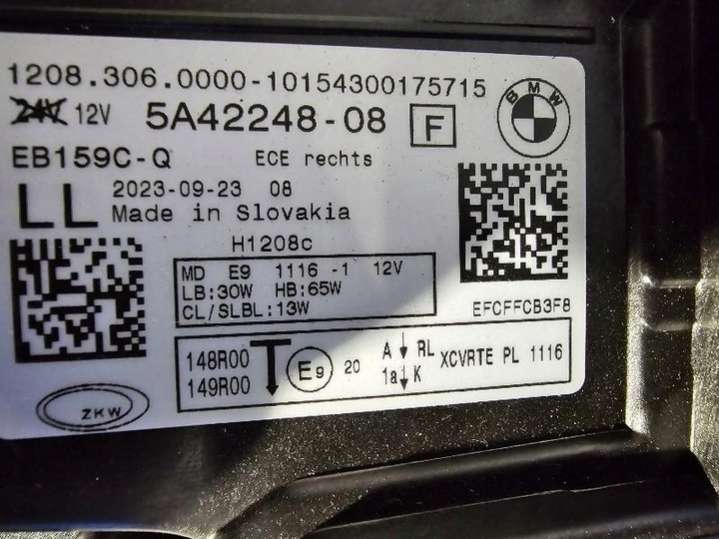 1208.306.0000-10154300175715
24V 12V 5A42248-08 F
BMW
EB159C-Q ECE rechts
LL 2023-09-23 08
Made in Slovakia
H1208c
MD E9 1116 -1 12V
LB:30W HB:65W
CL/SLBL:13W
EFCFFCB3F8
148R00
149R00
E9 20
A↓ RL
1a↓K
XCVRTE PL 1116
ZKW